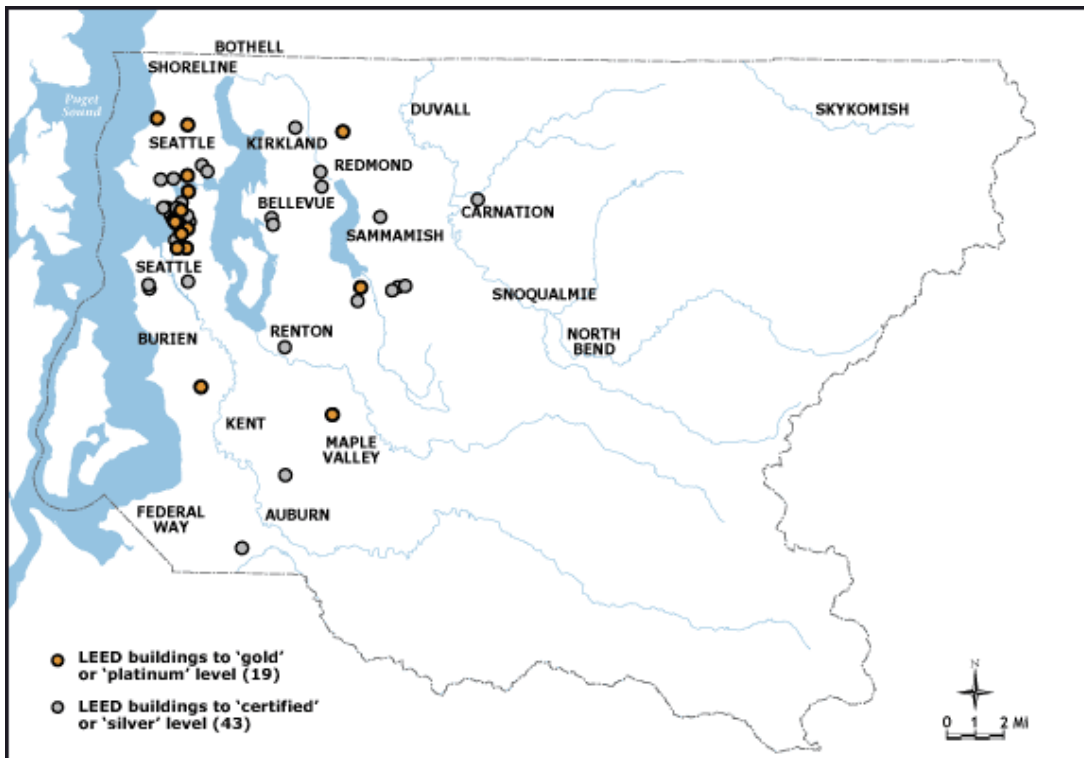 BOTHELL
SHORELINE
Puget
Sound
DUVALL
SKYKOMISH
SEATTLE
KIRKLAND
REDMOND
BELLEVUE
CARNATION
SAMMAMISH
SEATTLE
SNOQUALMIE
BURIEN
RENTON
NORTH
BEND
KENT
MAPLE
VALLEY
FEDERAL
WAY
AUBURN
LEED buildings to ‘gold’
or ‘platinum’ level (19)
LEED buildings to ‘certified’
or ‘silver’ level (43)
N
0 1 2 Mi